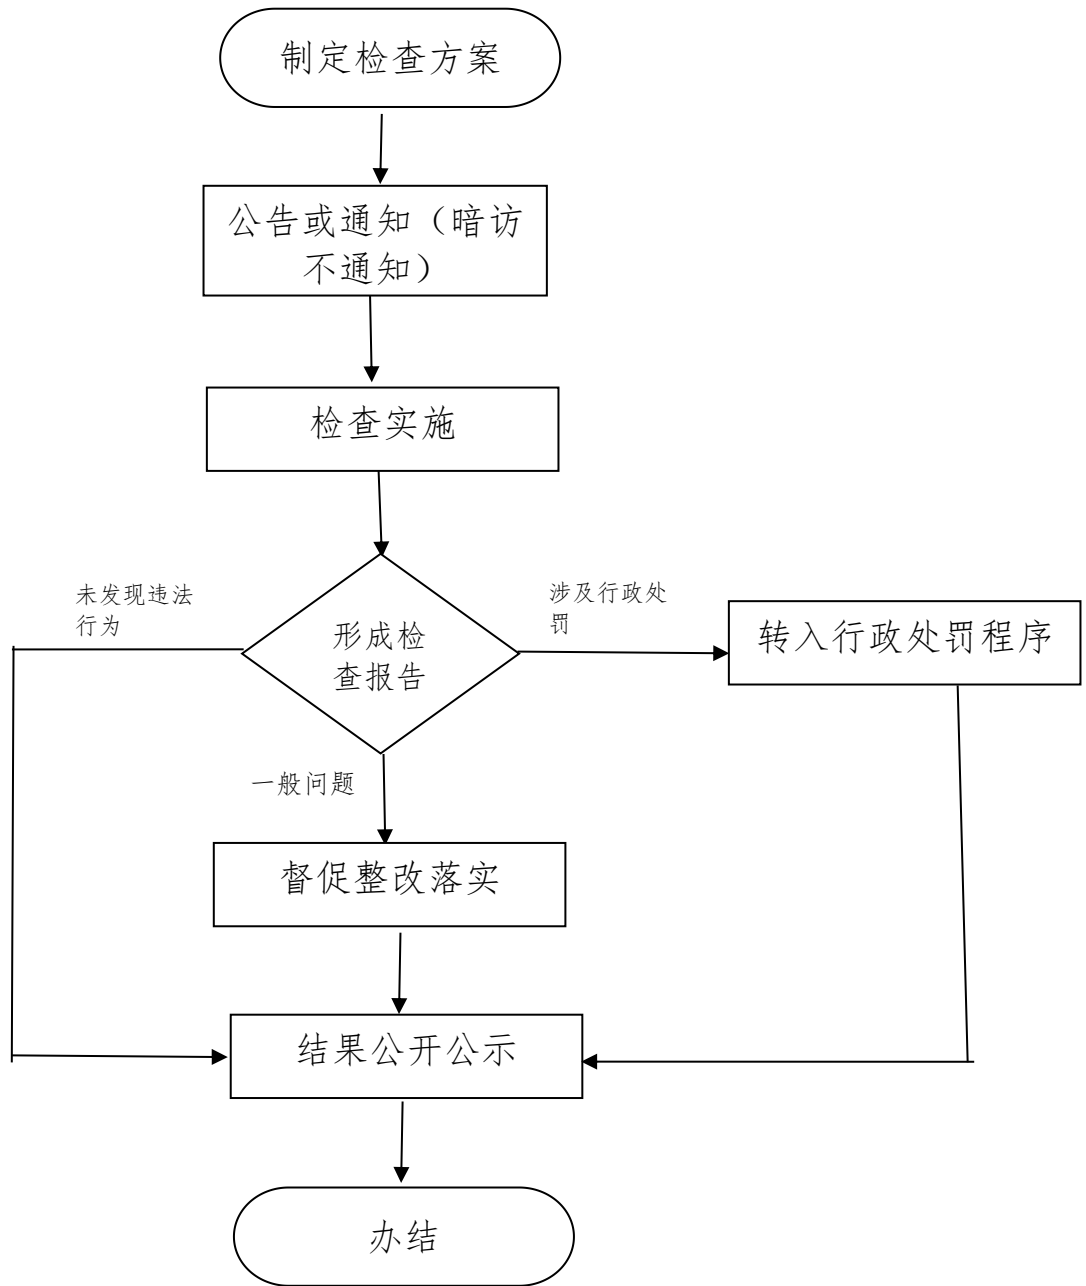 制定检查方案
公告或通知（暗访
不通知）
检查实施
未发现违法
行为
形成检
查报告
涉及行政处
罚
转入行政处罚程序
一般问题
督促整改落实
结果公开公示
办结